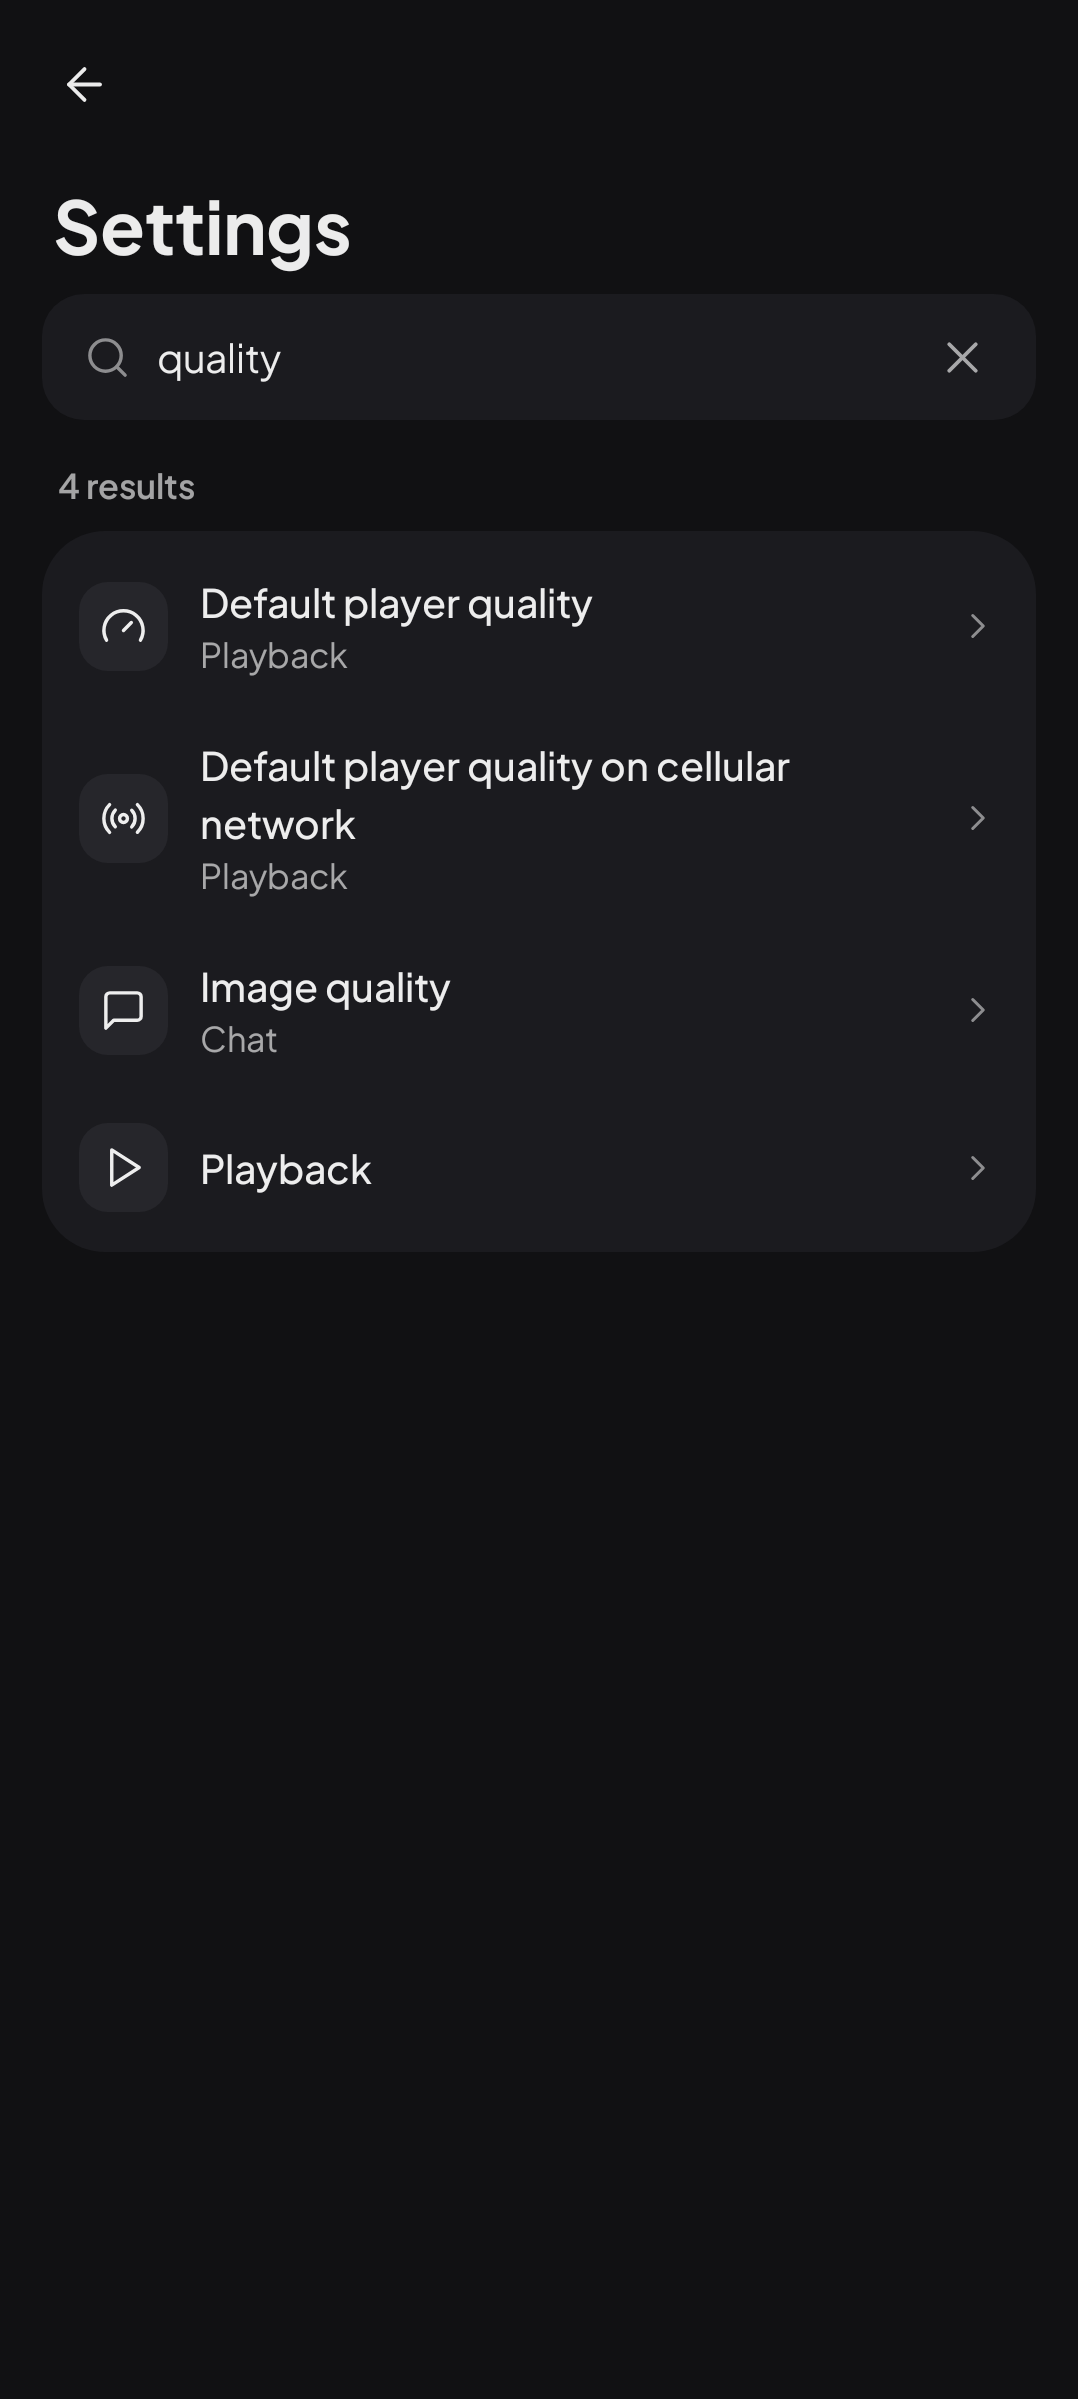 Settings
quality
4 results
Default player quality
Playback
Default player quality on cellular
network
Playback
Image quality
Chat
Playback